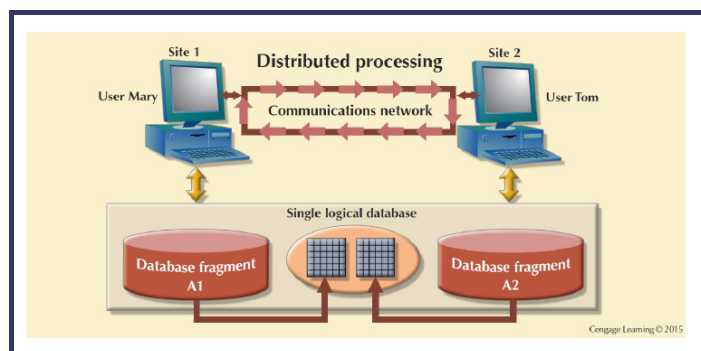 Site 1
Distributed processing
Site 2
User Mary
Communications network
User Tom
Single logical database
Database fragment
A1
Database fragment
A2
Cengage Learning © 2015